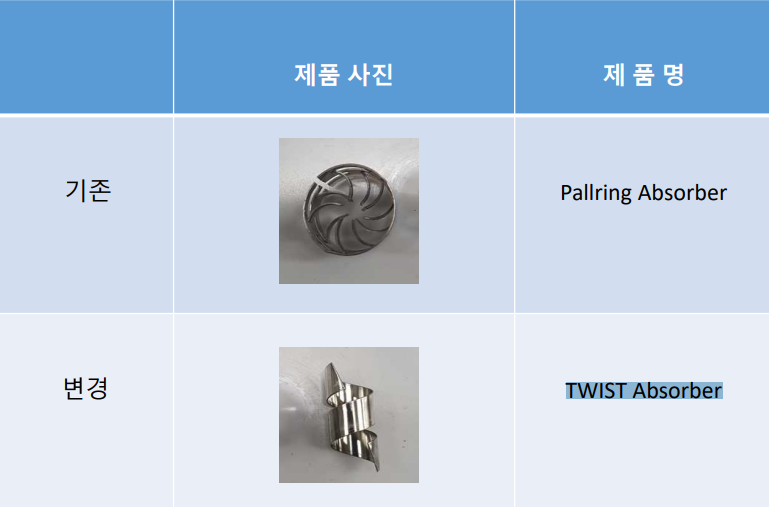 제품 사진
제 품 명
기존
Pallring Absorber
변경
TWIST Absorber